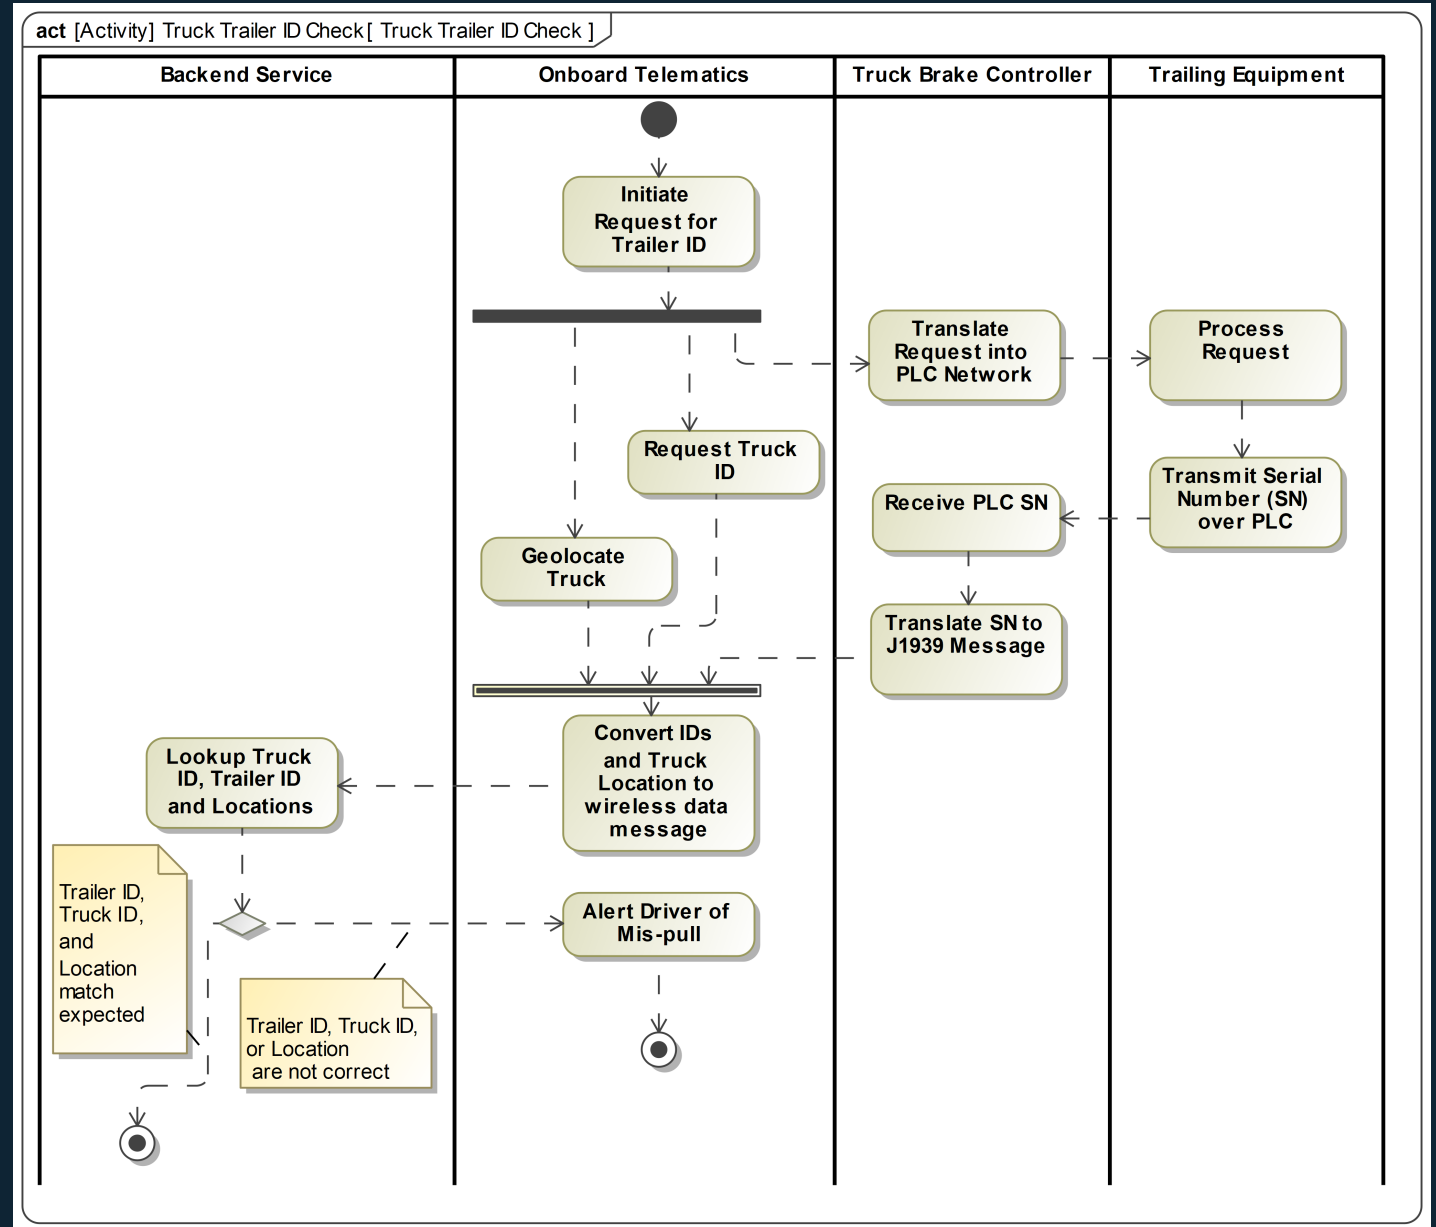 act [Activity] Truck Trailer ID Check [ Truck Trailer ID Check ]
Backend Service
Onboard Telematics
Truck Brake Controller
Trailing Equipment
Initiate
Request for
Trailer ID
Translate
Request into
PLC Network
Process
Request
Request Truck
ID
Transmit Serial
Number (SN)
over PLC
Receive PLC SN
Geolocate
Truck
Translate SN to
J1939 Message
Convert IDs
and Truck
Location to
wireless data
message
Lookup Truck
ID, Trailer ID
and Locations
Trailer ID,
Truck ID,
and
Location
match
expected
Alert Driver of
Mis-pull
Trailer ID, Truck ID,
or Location
are not correct